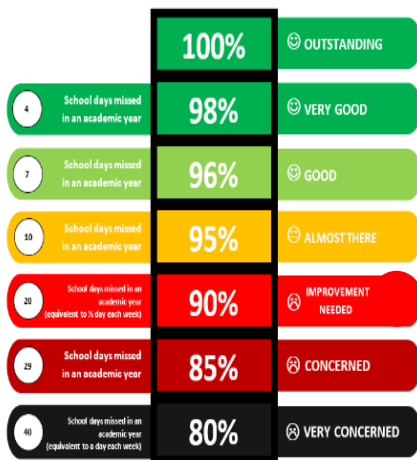 100%
OUTSTANDING
4
School days missed
in an academic year
98%
VERY GOOD
7
School days missed
in an academic year
96%
GOOD
10
School days missed
in an academic year
95%
ALMOST THERE
20
School days missed in an
academic year
(equivalent to ½ day each week)
90%
IMPROVEMENT
NEEDED
29
School days missed
in an academic year
85%
CONCERNED
40
School days missed in an
academic year
(equivalent to a day each week)
80%
VERY CONCERNED